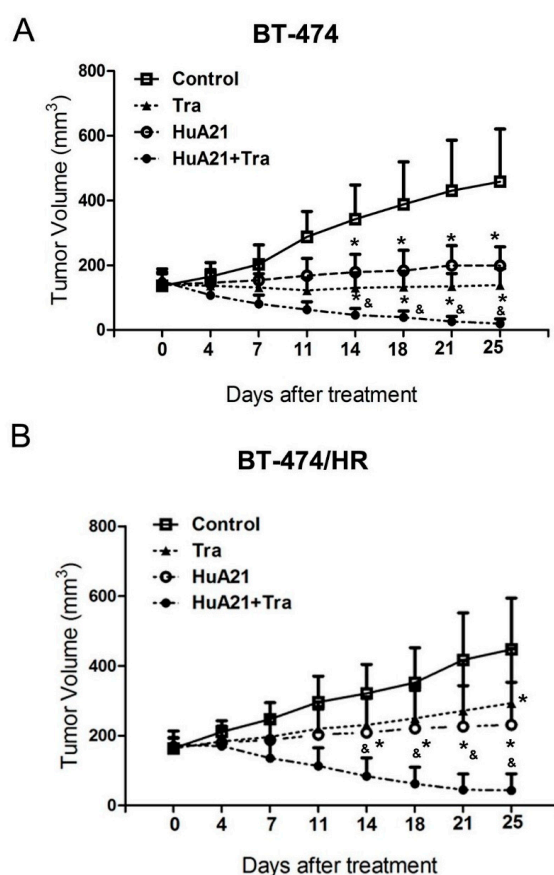 A
BT-474
800
600
400
200
0
Tumor Volume (mm³)
Control
Tra
HuA21
HuA21+Tra
* * * *
*& *& *& *
&
0 4 7 11 14 18 21 25
Days after treatment
B
BT-474/HR
800
600
400
200
0
Tumor Volume (mm³)
Control
Tra
HuA21
HuA21+Tra
*
&* &* *& *
&
0 4 7 11 14 18 21 25
Days after treatment